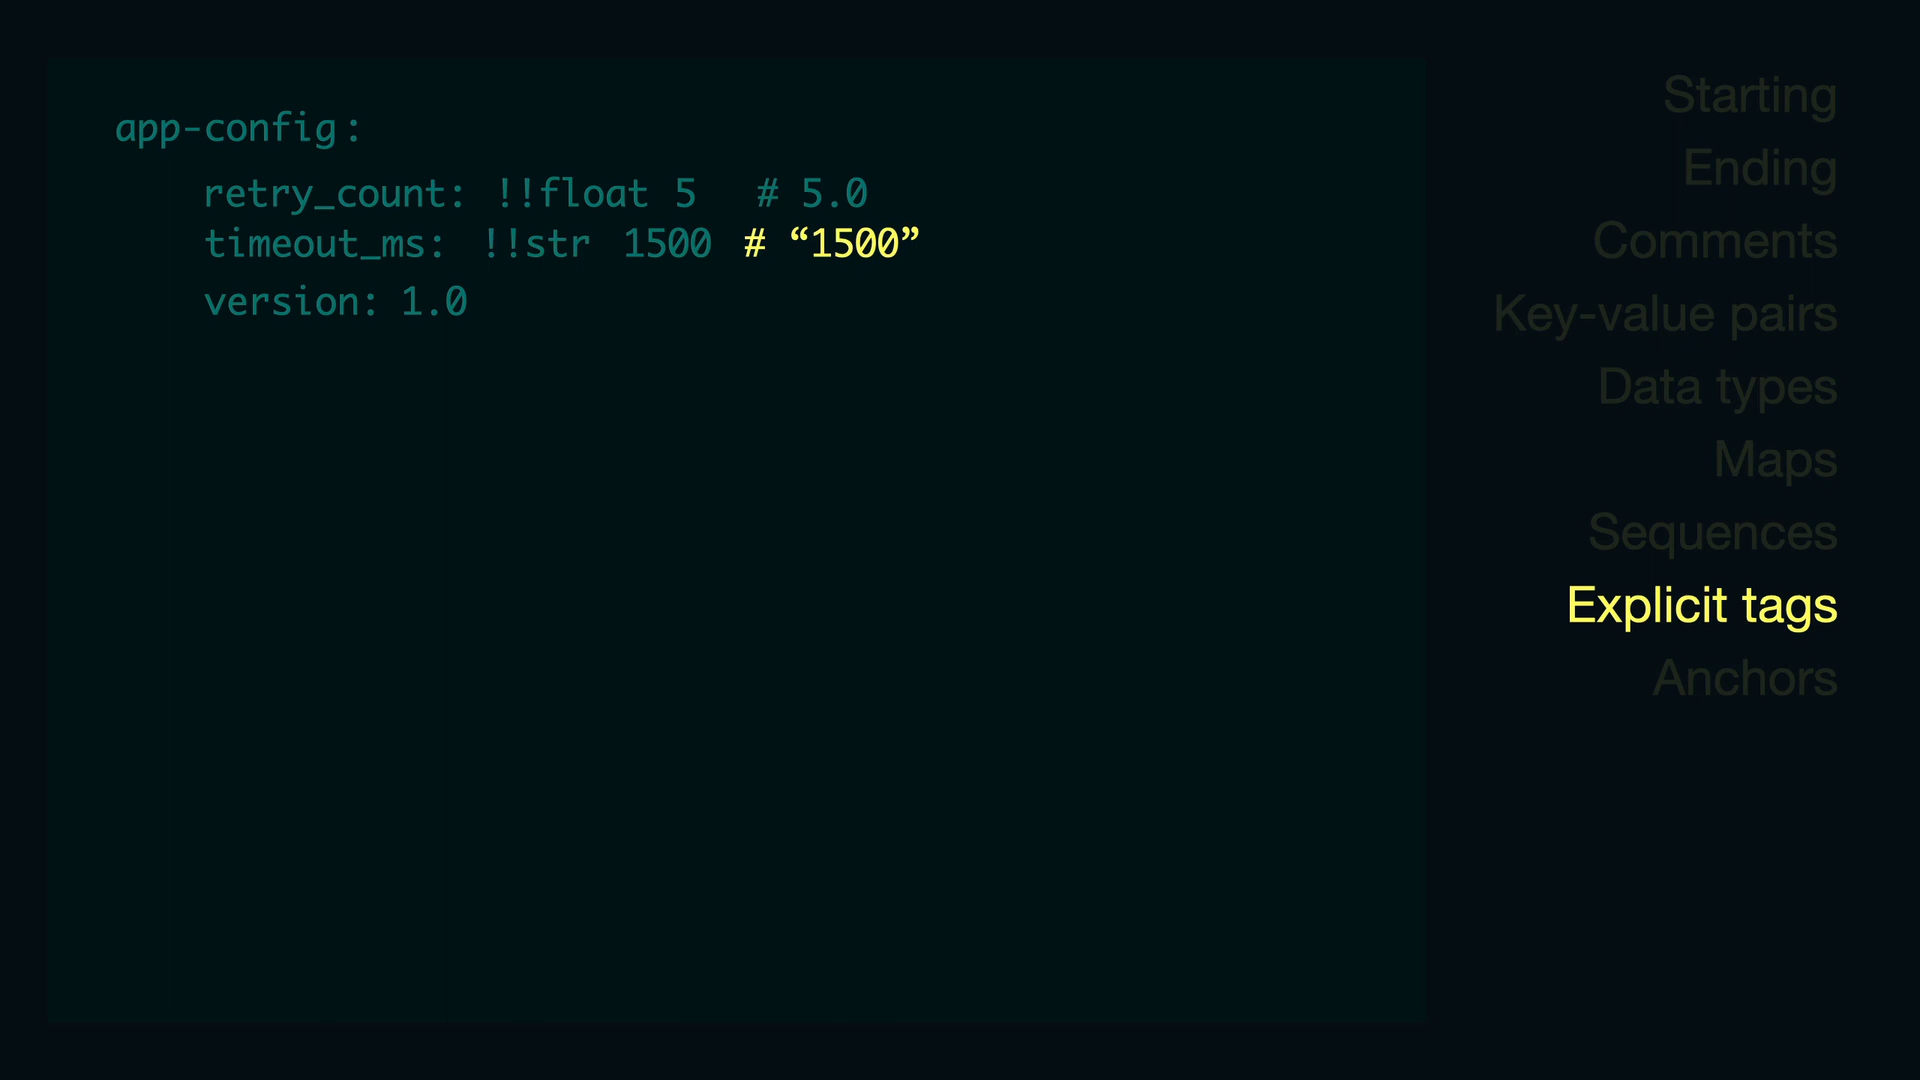 app-config:
retry_count: !!float 5 # 5.0
timeout_ms: !!str 1500 # “1500”
version: 1.0
Starting
Ending
Comments
Key-value pairs
Data types
Maps
Sequences
Explicit tags
Anchors